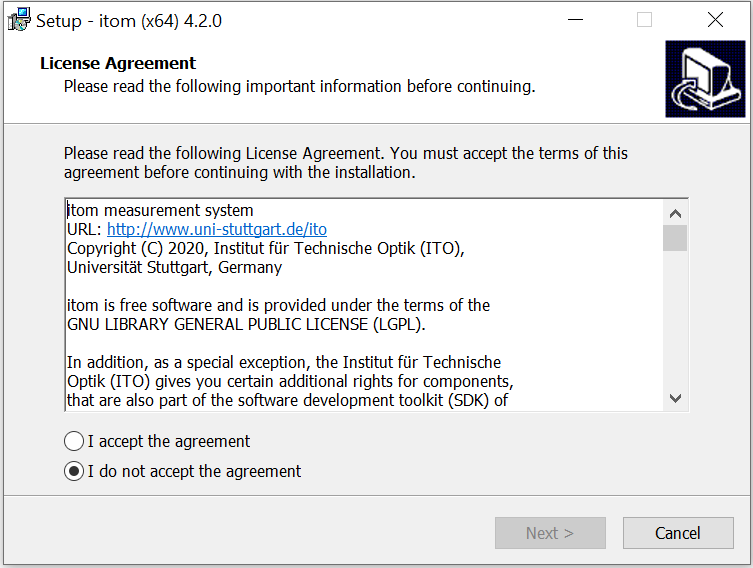 Setup - itom (x64) 4.2.0
License Agreement
Please read the following important information before continuing.
Please read the following License Agreement. You must accept the terms of this
agreement before continuing with the installation.
itom measurement system
URL: http://www.uni-stuttgart.de/ito
Copyright (C) 2020, Institut für Technische Optik (ITO),
Universität Stuttgart, Germany
itom is free software and is provided under the terms of the
GNU LIBRARY GENERAL PUBLIC LICENSE (LGPL).
In addition, as a special exception, the Institut für Technische
Optik (ITO) gives you certain additional rights for components,
that are also part of the software development toolkit (SDK) of
I accept the agreement
I do not accept the agreement
Next >
Cancel